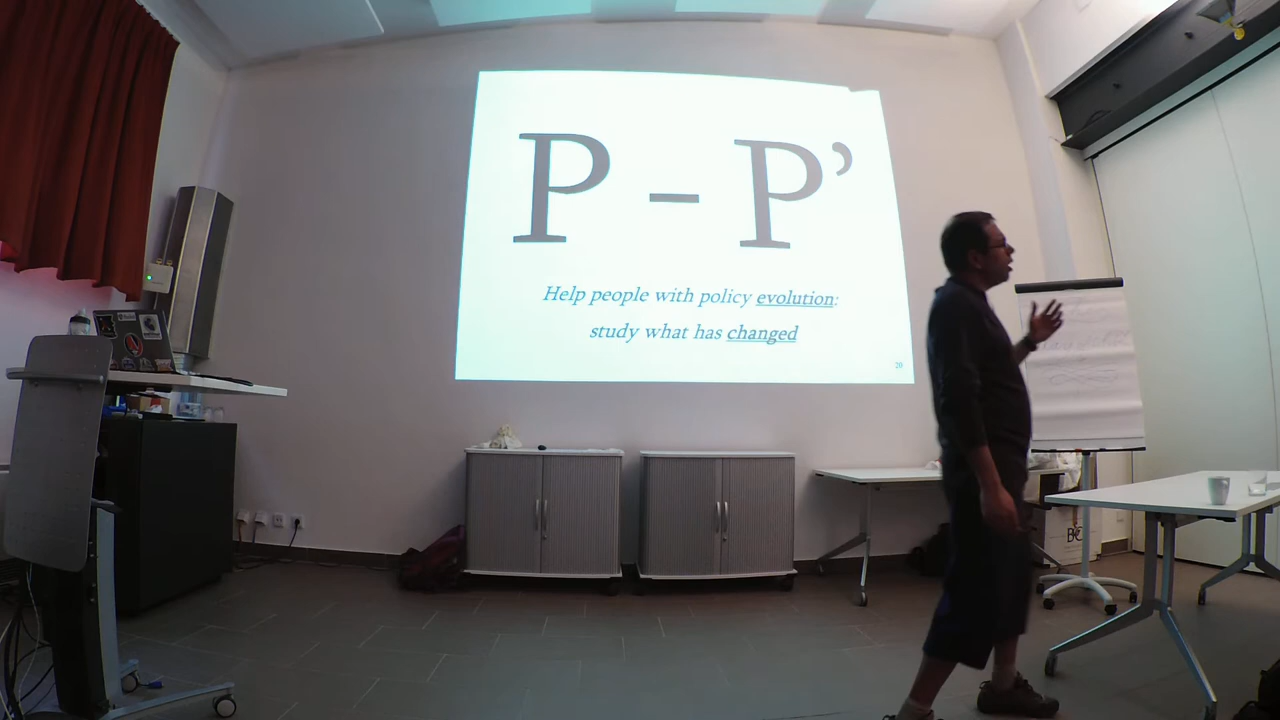 P – P’
Help people with policy evolution:
study what has changed
20